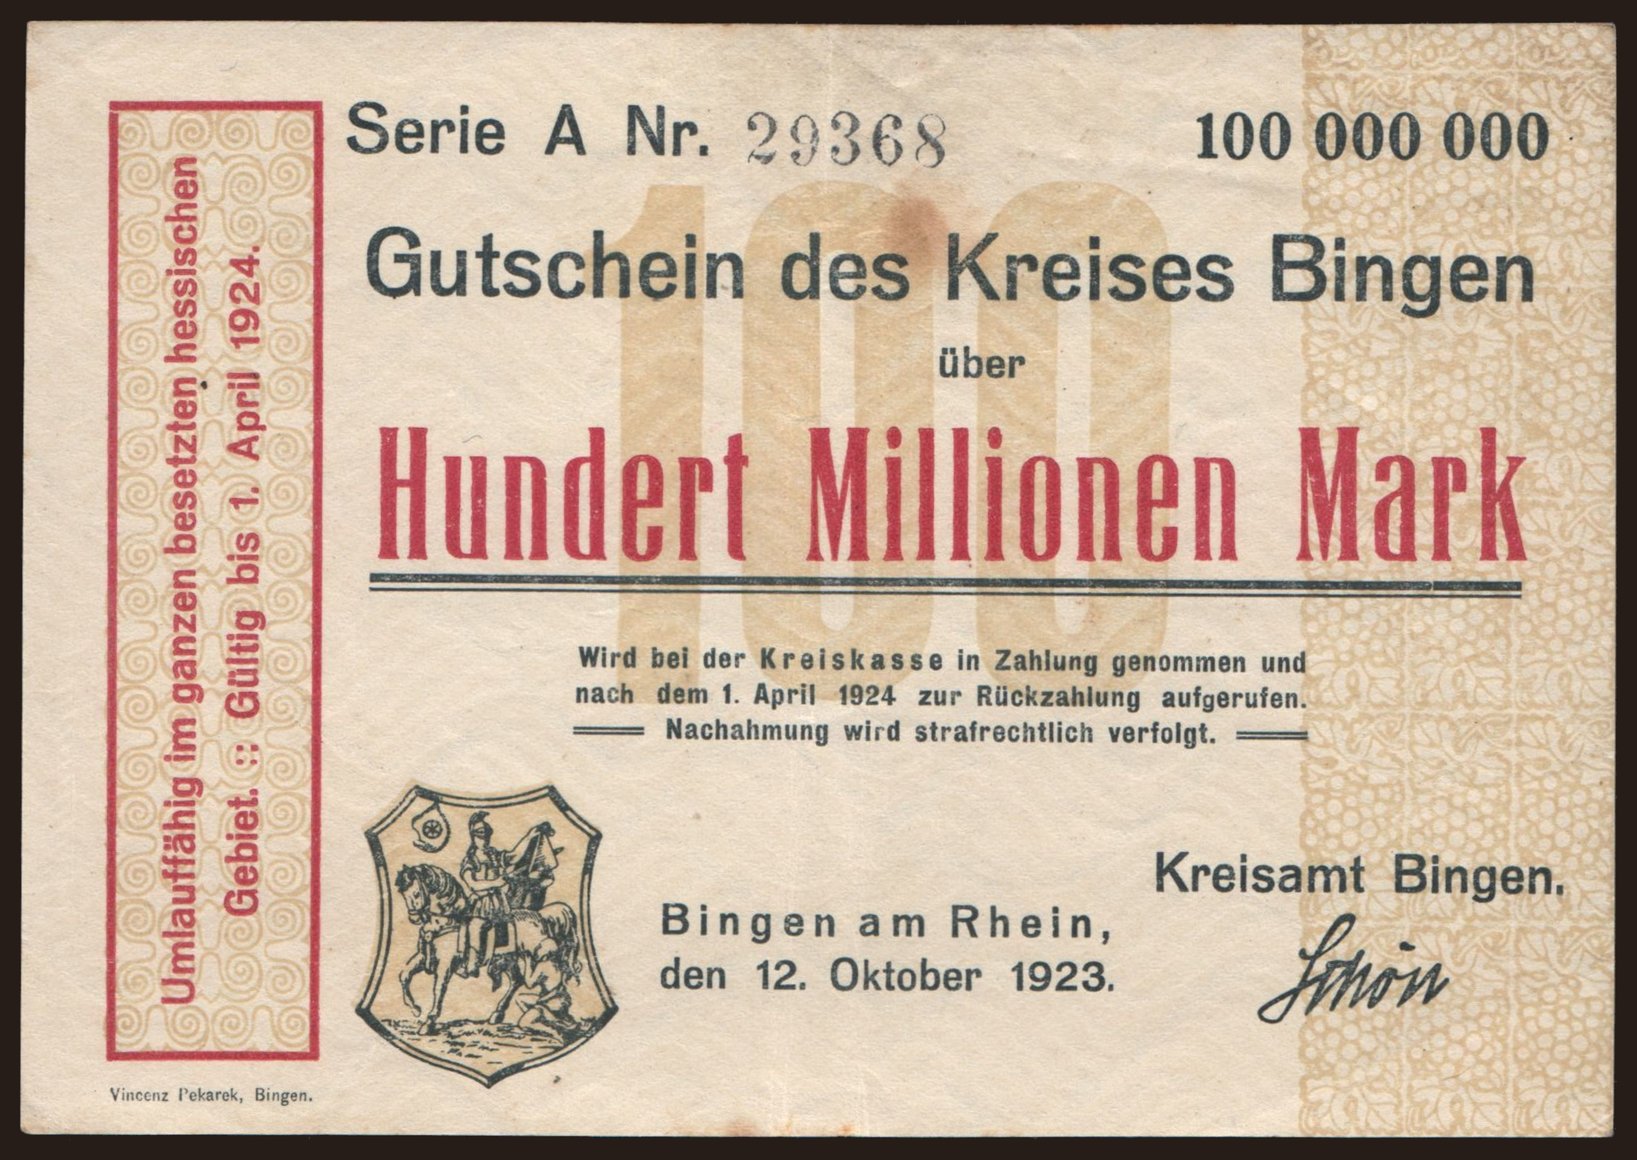 Serie A Nr. 29368 100 000 000
Gutschein des Kreises Bingen
über
100
Hundert Millionen Mark
Wird bei der Kreiskasse in Zahlung genommen und
nach dem 1. April 1924 zur Rückzahlung aufgerufen.
Nachahmung wird strafrechtlich verfolgt.
Kreisamt Bingen.
Schön
Bingen am Rhein,
den 12. Oktober 1923.
Umlauffähig im ganzen besetzten hessischen
Gebiet. :: Gültig bis 1. April 1924.
Vincenz Pekarek, Bingen.